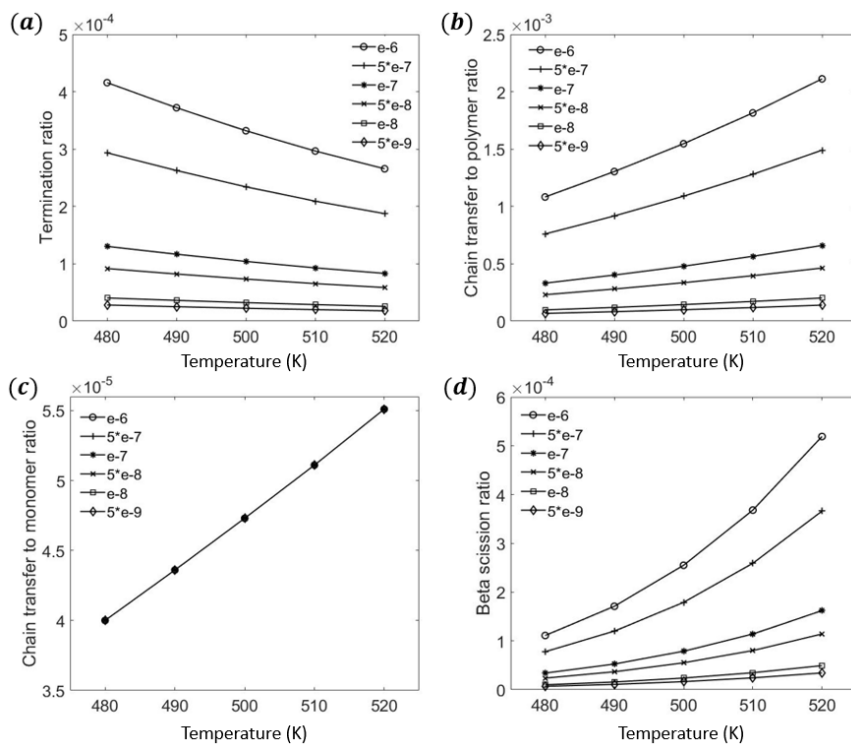 (a)
×10⁻⁴
5
4
3
2
1
0
Termination ratio
e-6
5*e-7
e-7
5*e-8
e-8
5*e-9
480 490 500 510 520
Temperature (K)
(b)
×10⁻³
2.5
2
1.5
1
0.5
0
Chain transfer to polymer ratio
e-6
5*e-7
e-7
5*e-8
e-8
5*e-9
480 490 500 510 520
Temperature (K)
(c)
×10⁻⁵
5.5
5
4.5
4
3.5
Chain transfer to monomer ratio
e-6
5*e-7
e-7
5*e-8
e-8
5*e-9
480 490 500 510 520
Temperature (K)
(d)
×10⁻⁴
6
5
4
3
2
1
0
Beta scission ratio
e-6
5*e-7
e-7
5*e-8
e-8
5*e-9
480 490 500 510 520
Temperature (K)